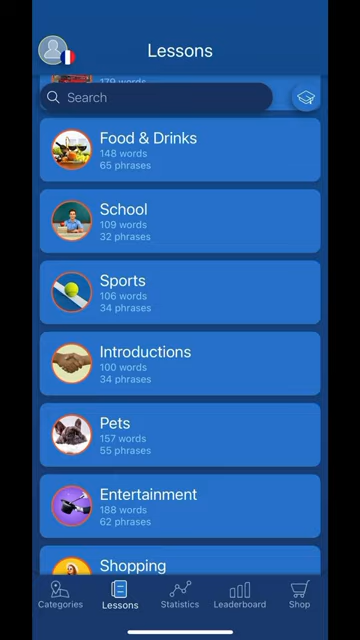 Lessons
179 words
Search
Food & Drinks
148 words
65 phrases
School
109 words
32 phrases
Sports
106 words
34 phrases
Introductions
100 words
34 phrases
Pets
157 words
55 phrases
Entertainment
188 words
62 phrases
Shopping
Categories
Lessons
Statistics
Leaderboard
Shop